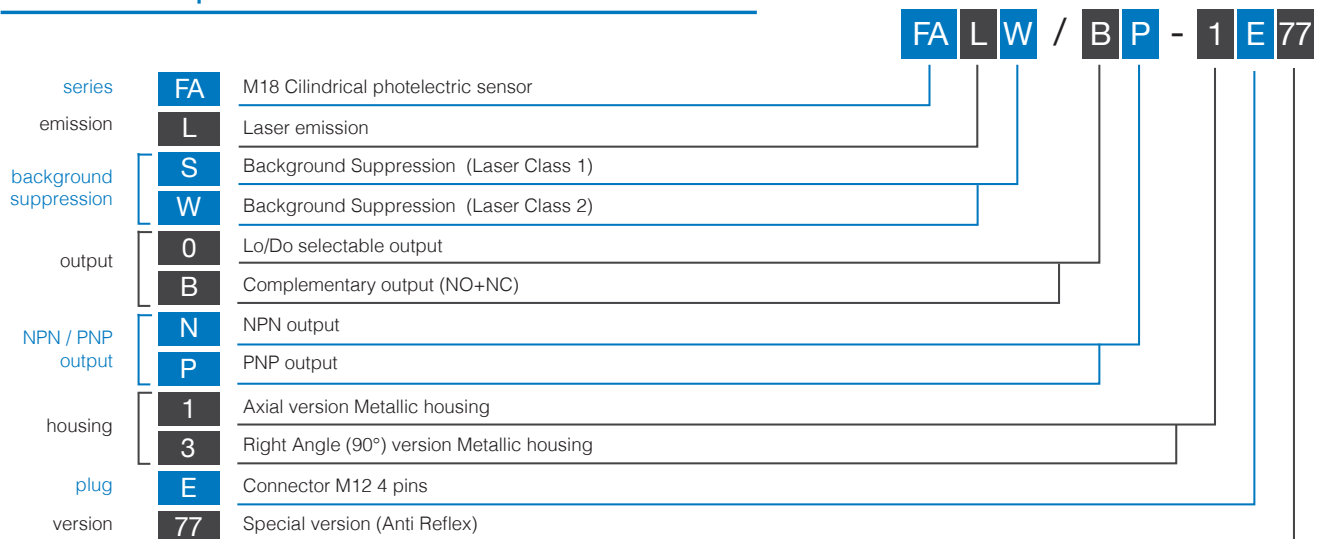 FA L W / B P - 1 E 77
series FA M18 Cilindrical photelectric sensor
emission L Laser emission
background suppression
S Background Suppression (Laser Class 1)
W Background Suppression (Laser Class 2)
output
0 Lo/Do selectable output
B Complementary output (NO+NC)
NPN / PNP output
N NPN output
P PNP output
housing
1 Axial version Metallic housing
3 Right Angle (90°) version Metallic housing
plug E Connector M12 4 pins
version 77 Special version (Anti Reflex)